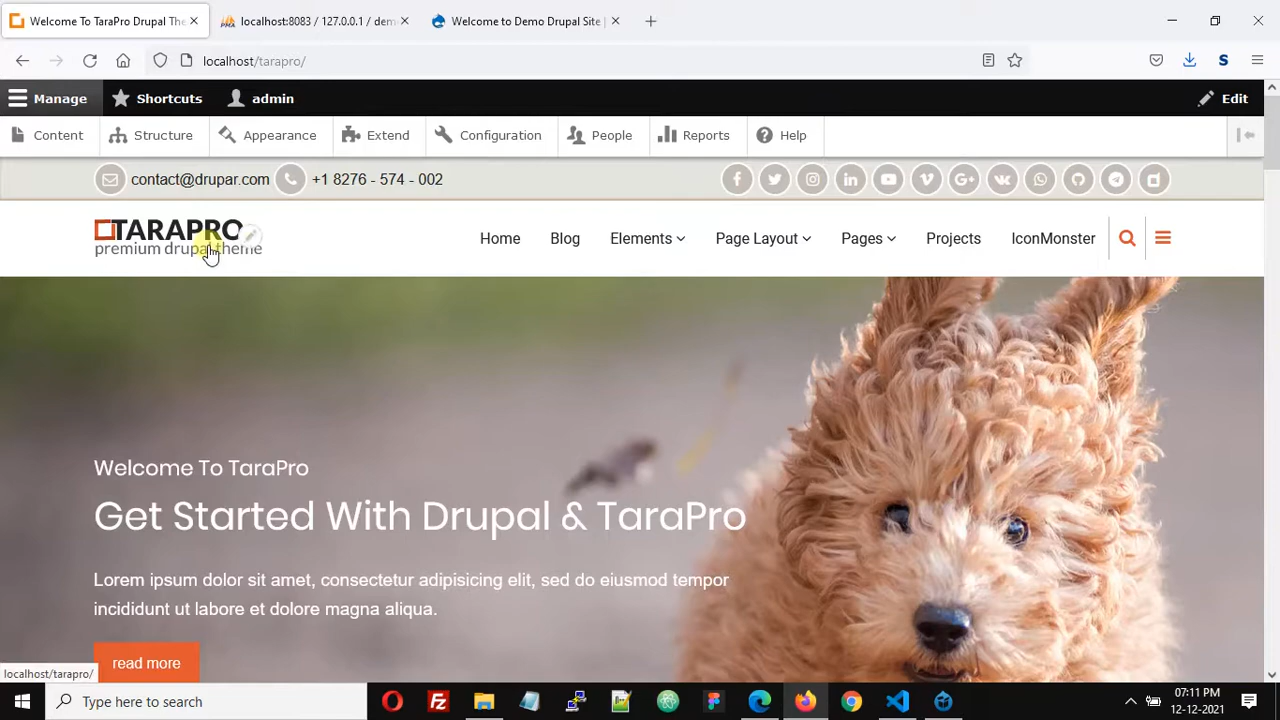 Welcome To TaraPro Drupal The
localhost:8083 / 127.0.0.1 / dem
Welcome to Demo Drupal Site |
localhost/tarapro/
S
Manage
Shortcuts
admin
Edit
Content
Structure
Appearance
Extend
Configuration
People
Reports
Help
contact@drupar.com
+1 8276 - 574 - 002
TARAPRO
premium drupal theme
Home
Blog
Elements
Page Layout
Pages
Projects
IconMonster
Welcome To TaraPro
Get Started With Drupal & TaraPro
Lorem ipsum dolor sit amet, consectetur adipisicing elit, sed do eiusmod tempor
incididunt ut labore et dolore magna aliqua.
read more
localhost/tarapro/
Type here to search
07:11 PM
12-12-2021